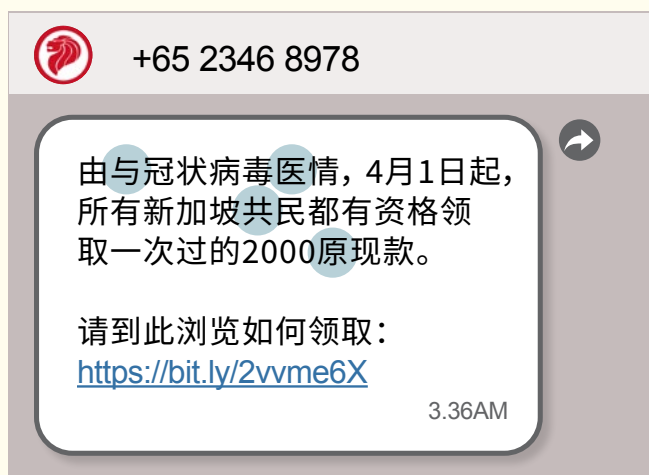 +65 2346 8978
由与冠状病毒医情，4月1日起，
所有新加坡共民都有资格领
取一次过的2000原现款。
请到此浏览如何领取：
https://bit.ly/2vvme6X
3.36AM